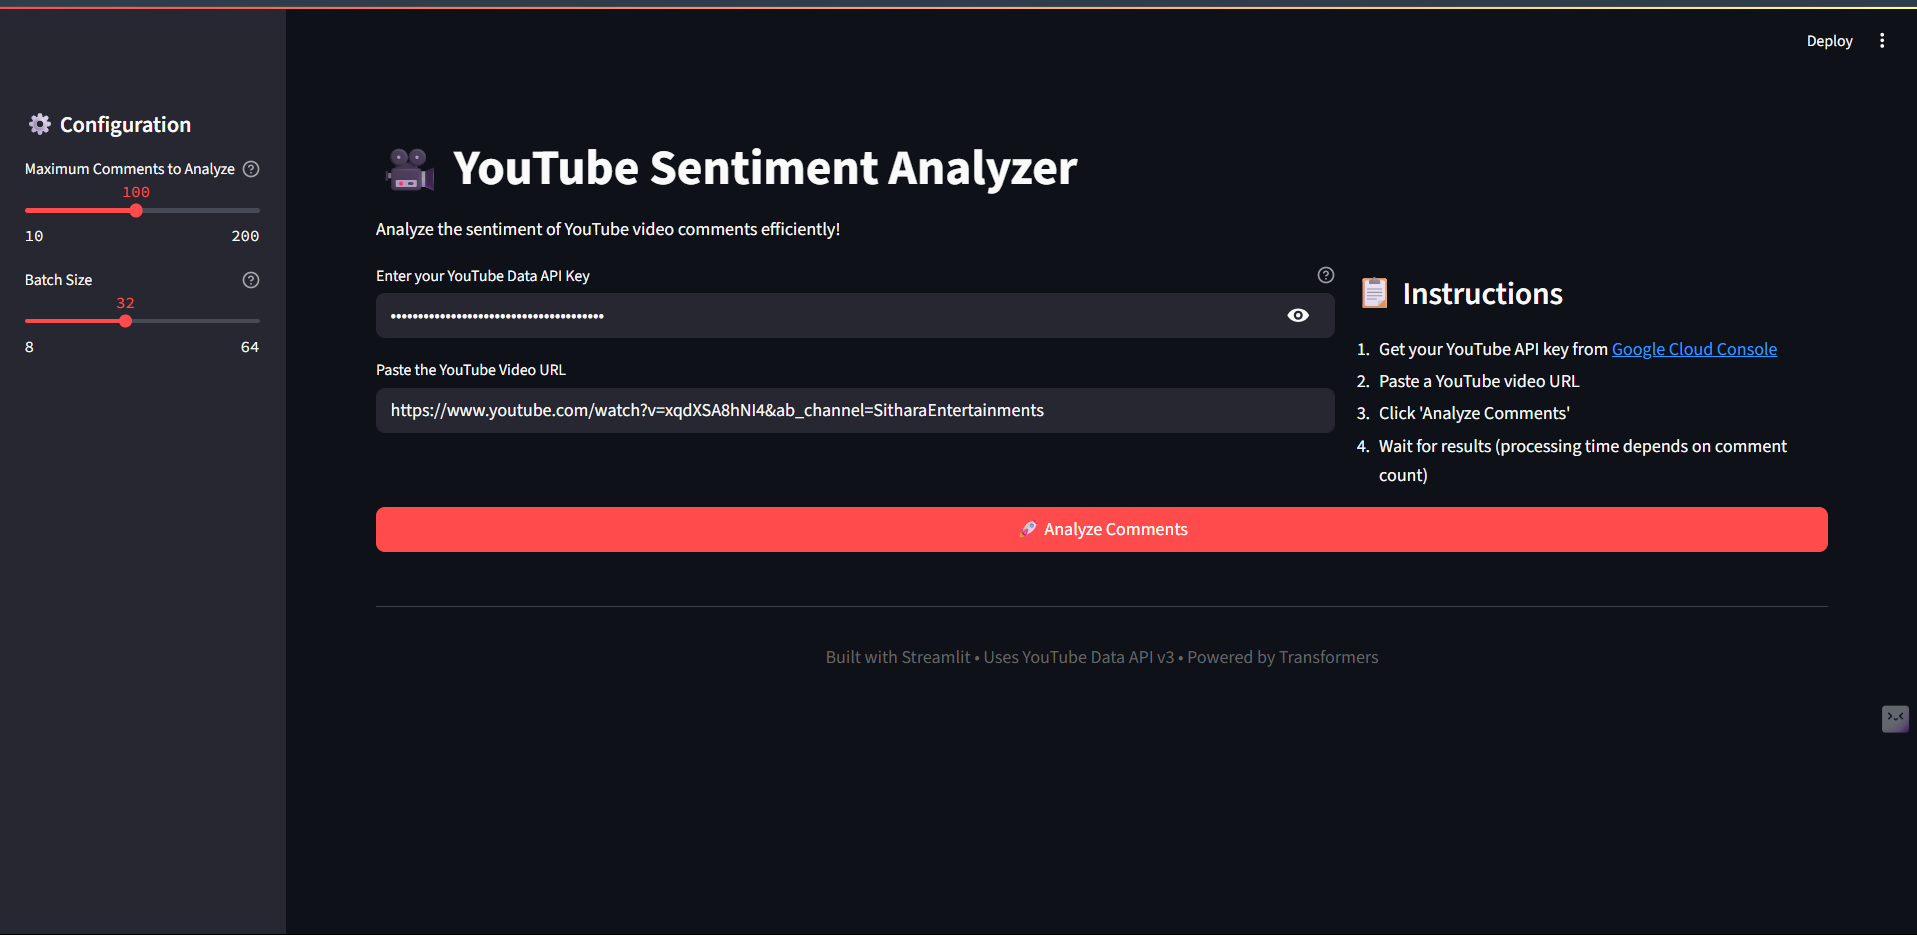 Deploy
Configuration
Maximum Comments to Analyze
100
10 200
Batch Size
32
8 64
YouTube Sentiment Analyzer
Analyze the sentiment of YouTube video comments efficiently!
Enter your YouTube Data API Key
Paste the YouTube Video URL
https://www.youtube.com/watch?v=xqdXSA8hNI4&ab_channel=SitharaEntertainments
Instructions
1. Get your YouTube API key from Google Cloud Console
2. Paste a YouTube video URL
3. Click 'Analyze Comments'
4. Wait for results (processing time depends on comment
count)
Analyze Comments
Built with Streamlit • Uses YouTube Data API v3 • Powered by Transformers